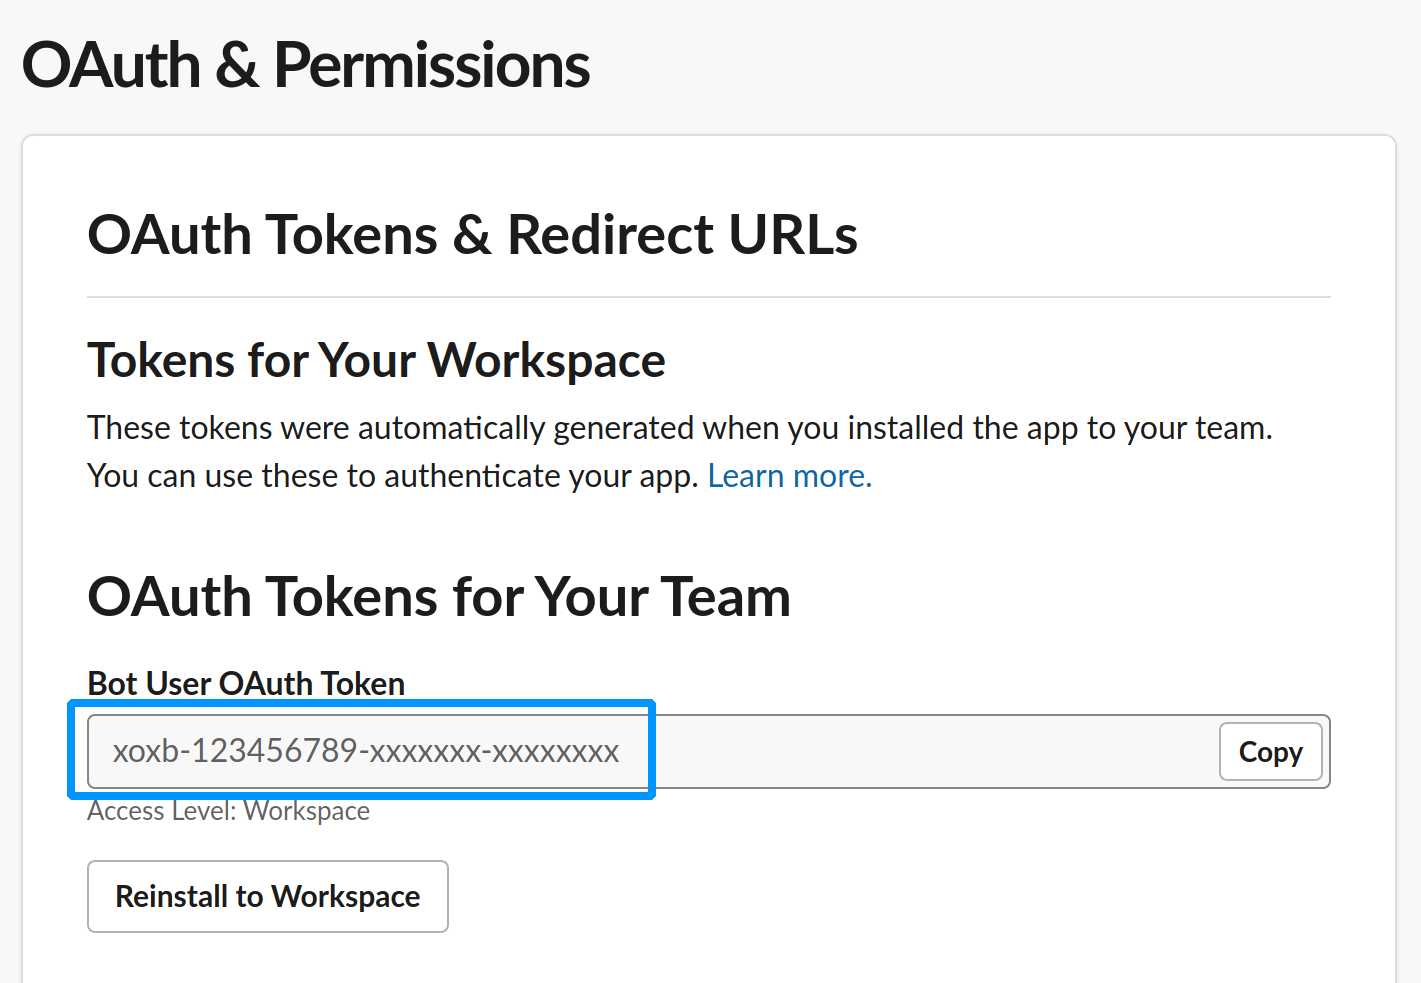 OAuth & Permissions
OAuth Tokens & Redirect URLs
Tokens for Your Workspace
These tokens were automatically generated when you installed the app to your team.
You can use these to authenticate your app. Learn more.
OAuth Tokens for Your Team
Bot User OAuth Token
xoxb-123456789-xxxxxxx-xxxxxxxx
Copy
Access Level: Workspace
Reinstall to Workspace